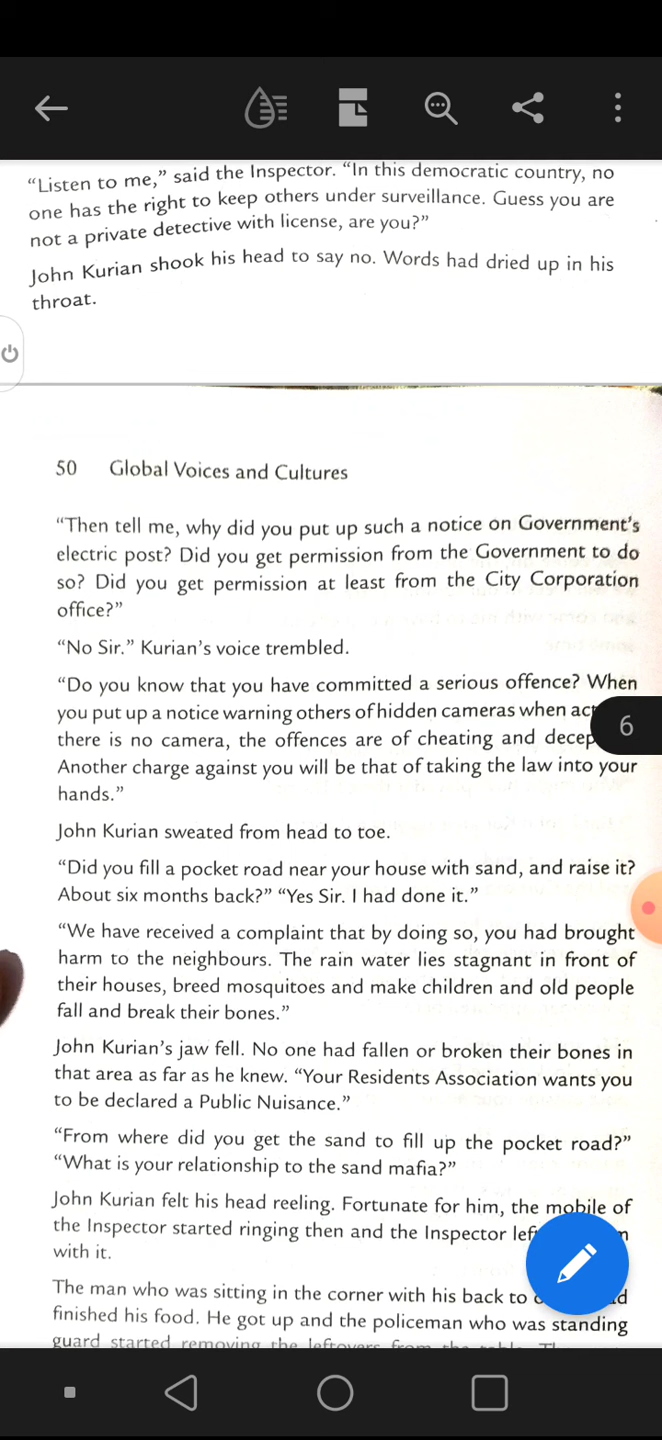 “Listen to me,” said the Inspector. “In this democratic country, no
one has the right to keep others under surveillance. Guess you are
not a private detective with license, are you?”
John Kurian shook his head to say no. Words had dried up in his
throat.
50 Global Voices and Cultures
“Then tell me, why did you put up such a notice on Government’s
electric post? Did you get permission from the Government to do
so? Did you get permission at least from the City Corporation
office?”
“No Sir.” Kurian’s voice trembled.
“Do you know that you have committed a serious offence? When
you put up a notice warning others of hidden cameras when
6
there is no camera, the offences are of cheating and
Another charge against you will be that of taking the law into your
hands.”
John Kurian sweated from head to toe.
“Did you fill a pocket road near your house with sand, and raise it?
About six months back?” “Yes Sir. I had done it.”
“We have received a complaint that by doing so, you had brought
harm to the neighbours. The rain water lies stagnant in front of
their houses, breed mosquitoes and make children and old people
fall and break their bones.”
John Kurian’s jaw fell. No one had fallen or broken their bones in
that area as far as he knew. “Your Residents Association wants you
to be declared a Public Nuisance.”
“From where did you get the sand to fill up the pocket road?”
“What is your relationship to the sand mafia?”
John Kurian felt his head reeling. Fortunate for him, the mobile of
the Inspector started ringing then and the Inspector
with it.
The man who was sitting in the corner with his back to
finished his food. He got up and the policeman who was standing
guard started removing the leftovers from the table.